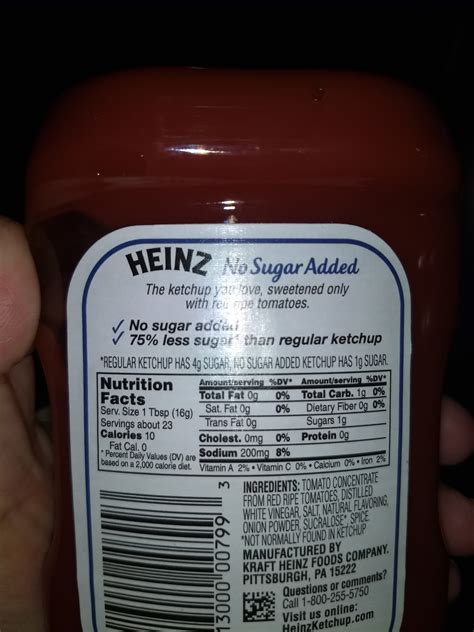 HEINZ No Sugar Added
The ketchup you love, sweetened only
with red ripe tomatoes.
✓ No sugar added
✓ 75% less sugar* than regular ketchup
*REGULAR KETCHUP HAS 4g SUGAR, NO SUGAR ADDED KETCHUP HAS 1g SUGAR.
Nutrition
Facts
Serv. Size 1 Tbsp (16g)
Servings about 23
Calories 10
Fat Cal. 0
* Percent Daily Values (DV) are
based on a 2,000 calorie diet.
Amount/serving %DV* Amount/serving %DV*
Total Fat 0g 0% Total Carb. 1g 0%
Sat. Fat 0g 0% Dietary Fiber 0g 0%
Trans Fat 0g Sugars 1g
Cholest. 0mg 0% Protein 0g
Sodium 200mg 8%
Vitamin A 2% • Vitamin C 0% • Calcium 0% • Iron 2%
INGREDIENTS: TOMATO CONCENTRATE
FROM RED RIPE TOMATOES, DISTILLED
WHITE VINEGAR, SALT, NATURAL FLAVORING,
ONION POWDER, SUCRALOSE*, SPICE.
*NOT NORMALLY FOUND IN KETCHUP
MANUFACTURED BY
KRAFT HEINZ FOODS COMPANY,
PITTSBURGH, PA 15222
Questions or comments?
Call 1-800-255-5750
Visit us online:
HeinzKetchup.com
13000 00799 3